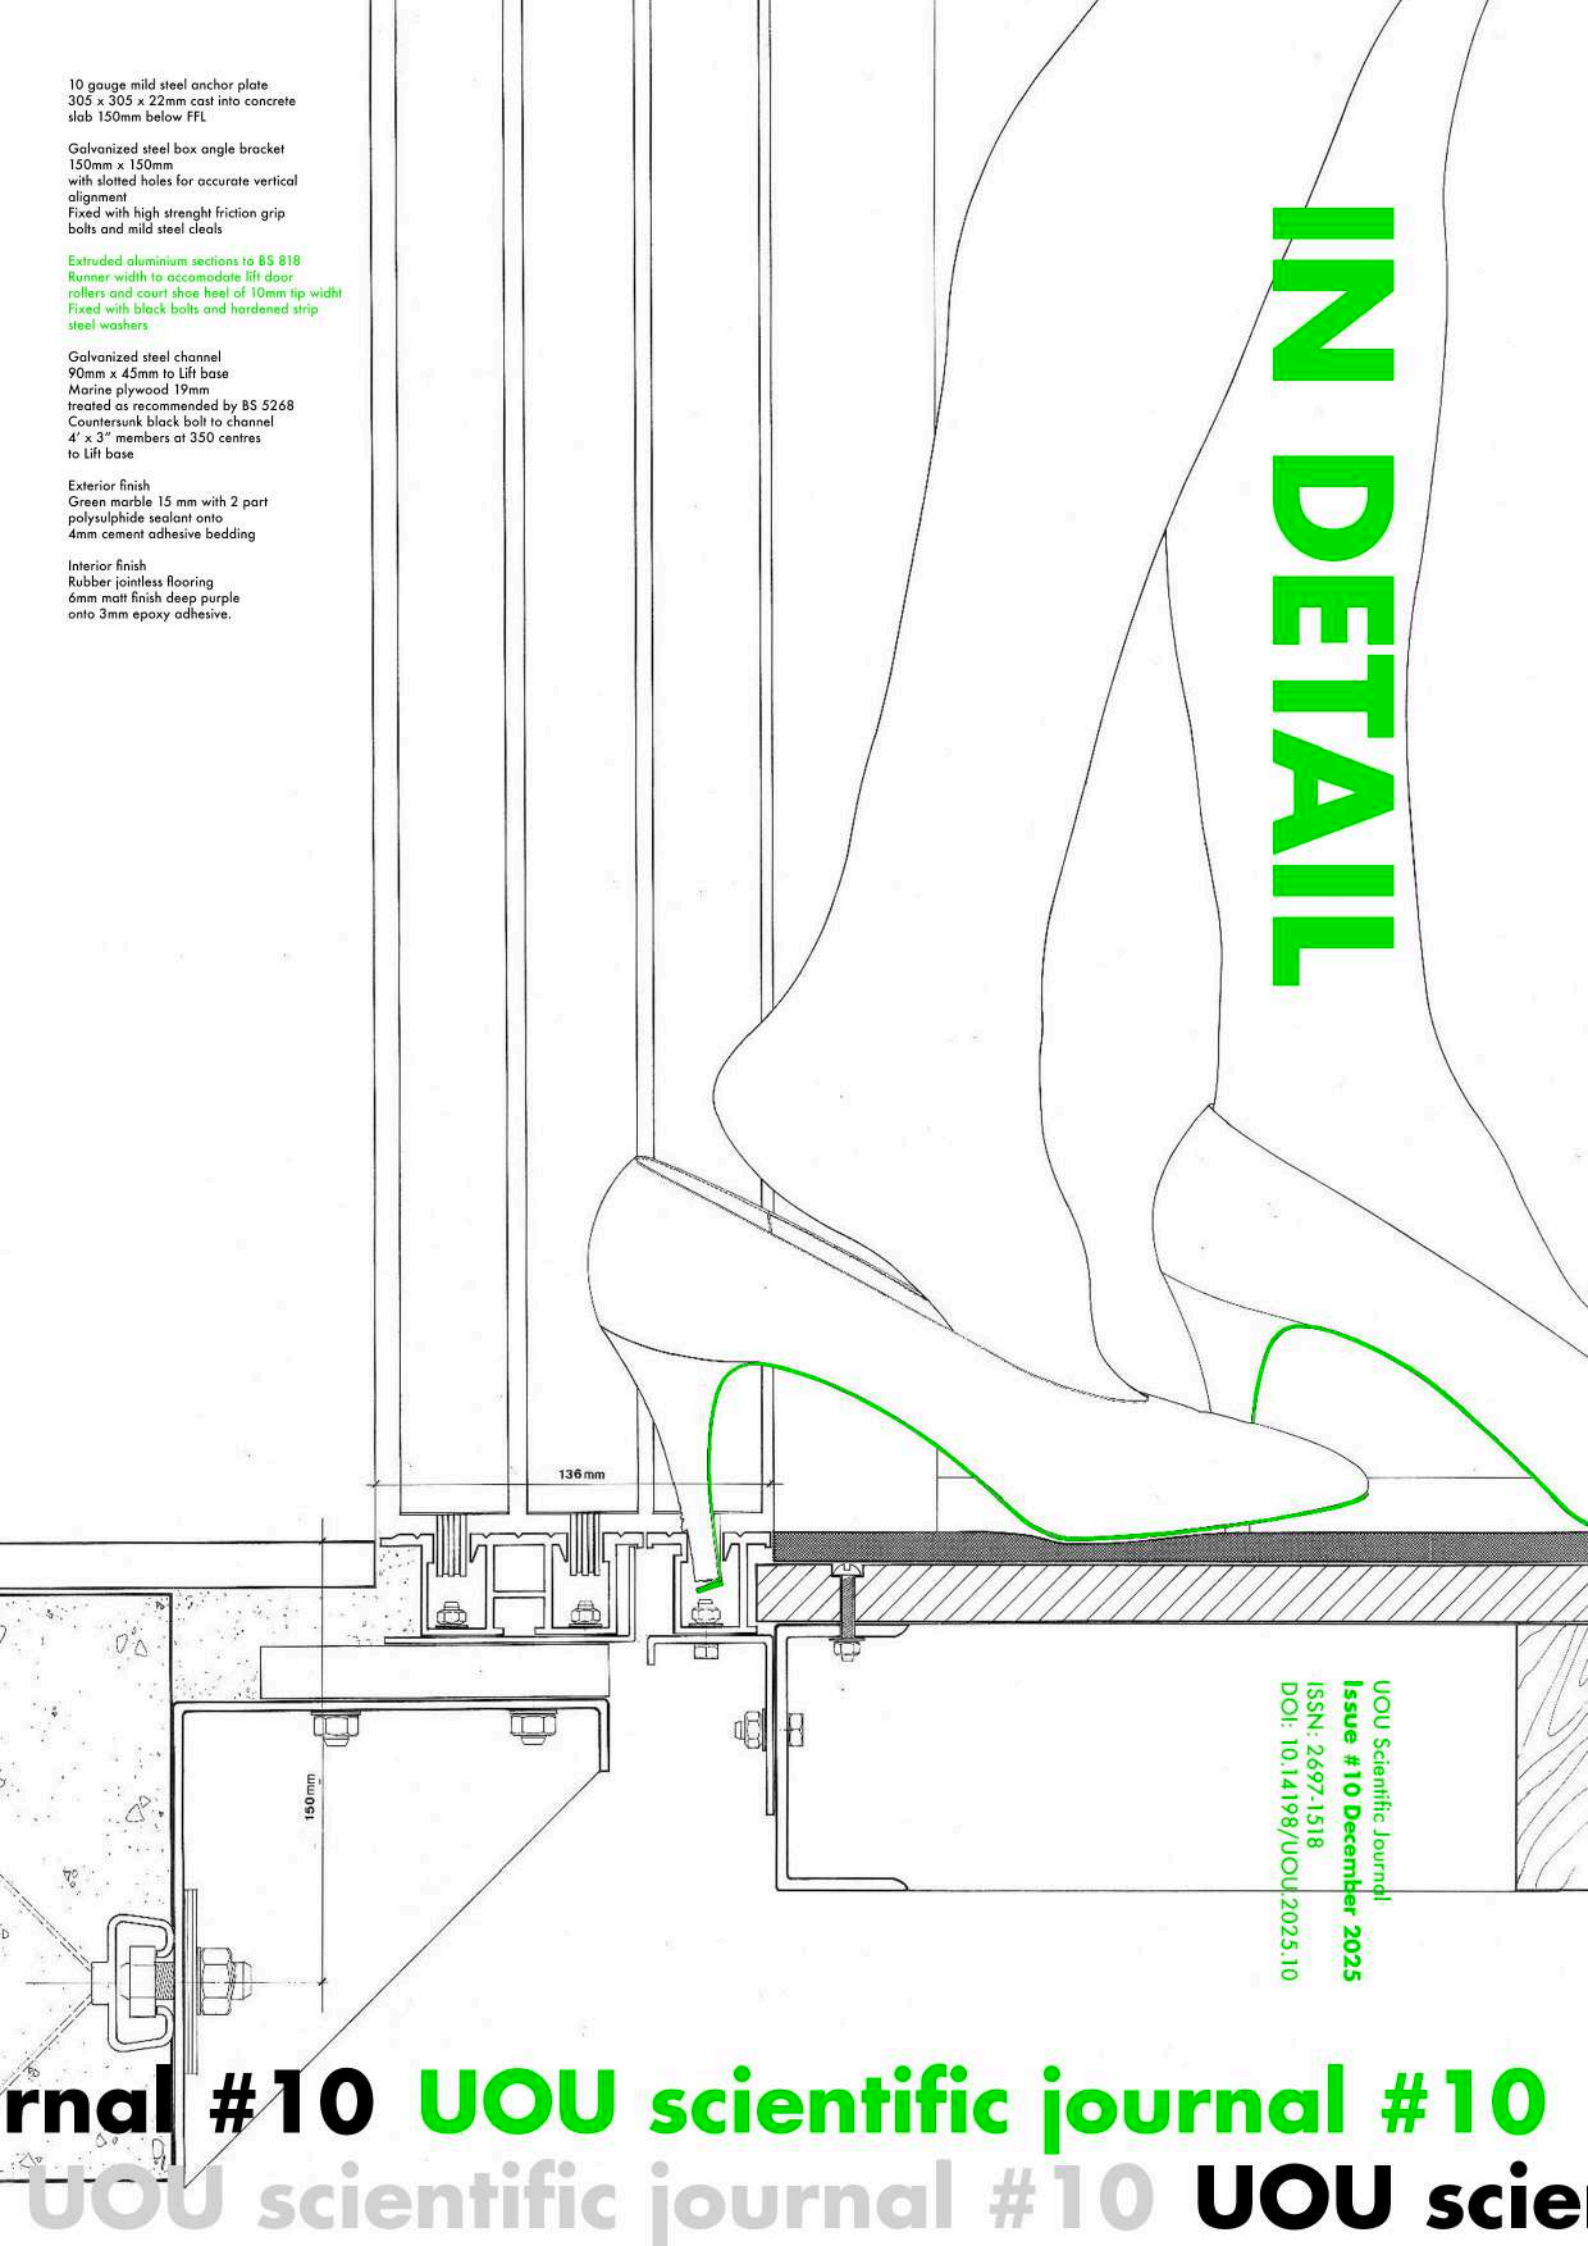 10 gauge mild steel anchor plate
305 x 305 x 22mm cast into concrete
slab 150mm below FFL
Galvanized steel box angle bracket
150mm x 150mm
with slotted holes for accurate vertical
alignment
Fixed with high strenght friction grip
bolts and mild steel cleals
Extruded aluminium sections to BS 818
Runner width to accomodate lift door
rollers and court shoe heel of 10mm tip widht
Fixed with black bolts and hardened strip
steel washers
Galvanized steel channel
90mm x 45mm to Lift base
Marine plywood 19mm
treated as recommended by BS 5268
Countersunk black bolt to channel
4' x 3" members at 350 centres
to Lift base
Exterior finish
Green marble 15 mm with 2 part
polysulphide sealant onto
4mm cement adhesive bedding
Interior finish
Rubber jointless flooring
6mm matt finish deep purple
onto 3mm epoxy adhesive.
IN DETAIL
136mm
150mm
UOU Scientific Journal
Issue #10 December 2025
ISSN: 2697-1518
DOI: 10.14198/UOU.2025.10
rnal #10 UOU scientific journal #10
UOU scientific journal #10 UOU scie